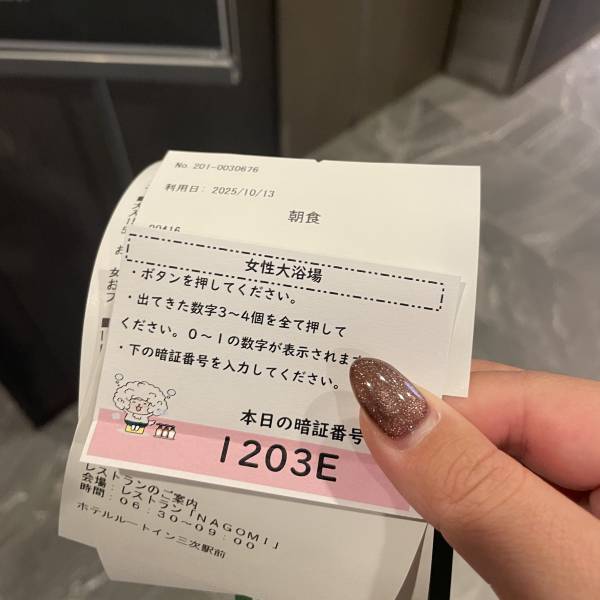 No. 201-0030676
利用日: 2025/10/13
朝食
女性大浴場
・ボタンを押してください。
・出てきた数字3～4個を全て押して
ください。0～1の数字が表示されます
・下の暗証番号を入力してください。
本日の暗証番号
1203E
レストランのご案内
会場：レストラン「NAGOMI」
時間：06:30～09:00
ホテルルートイン三次駅前